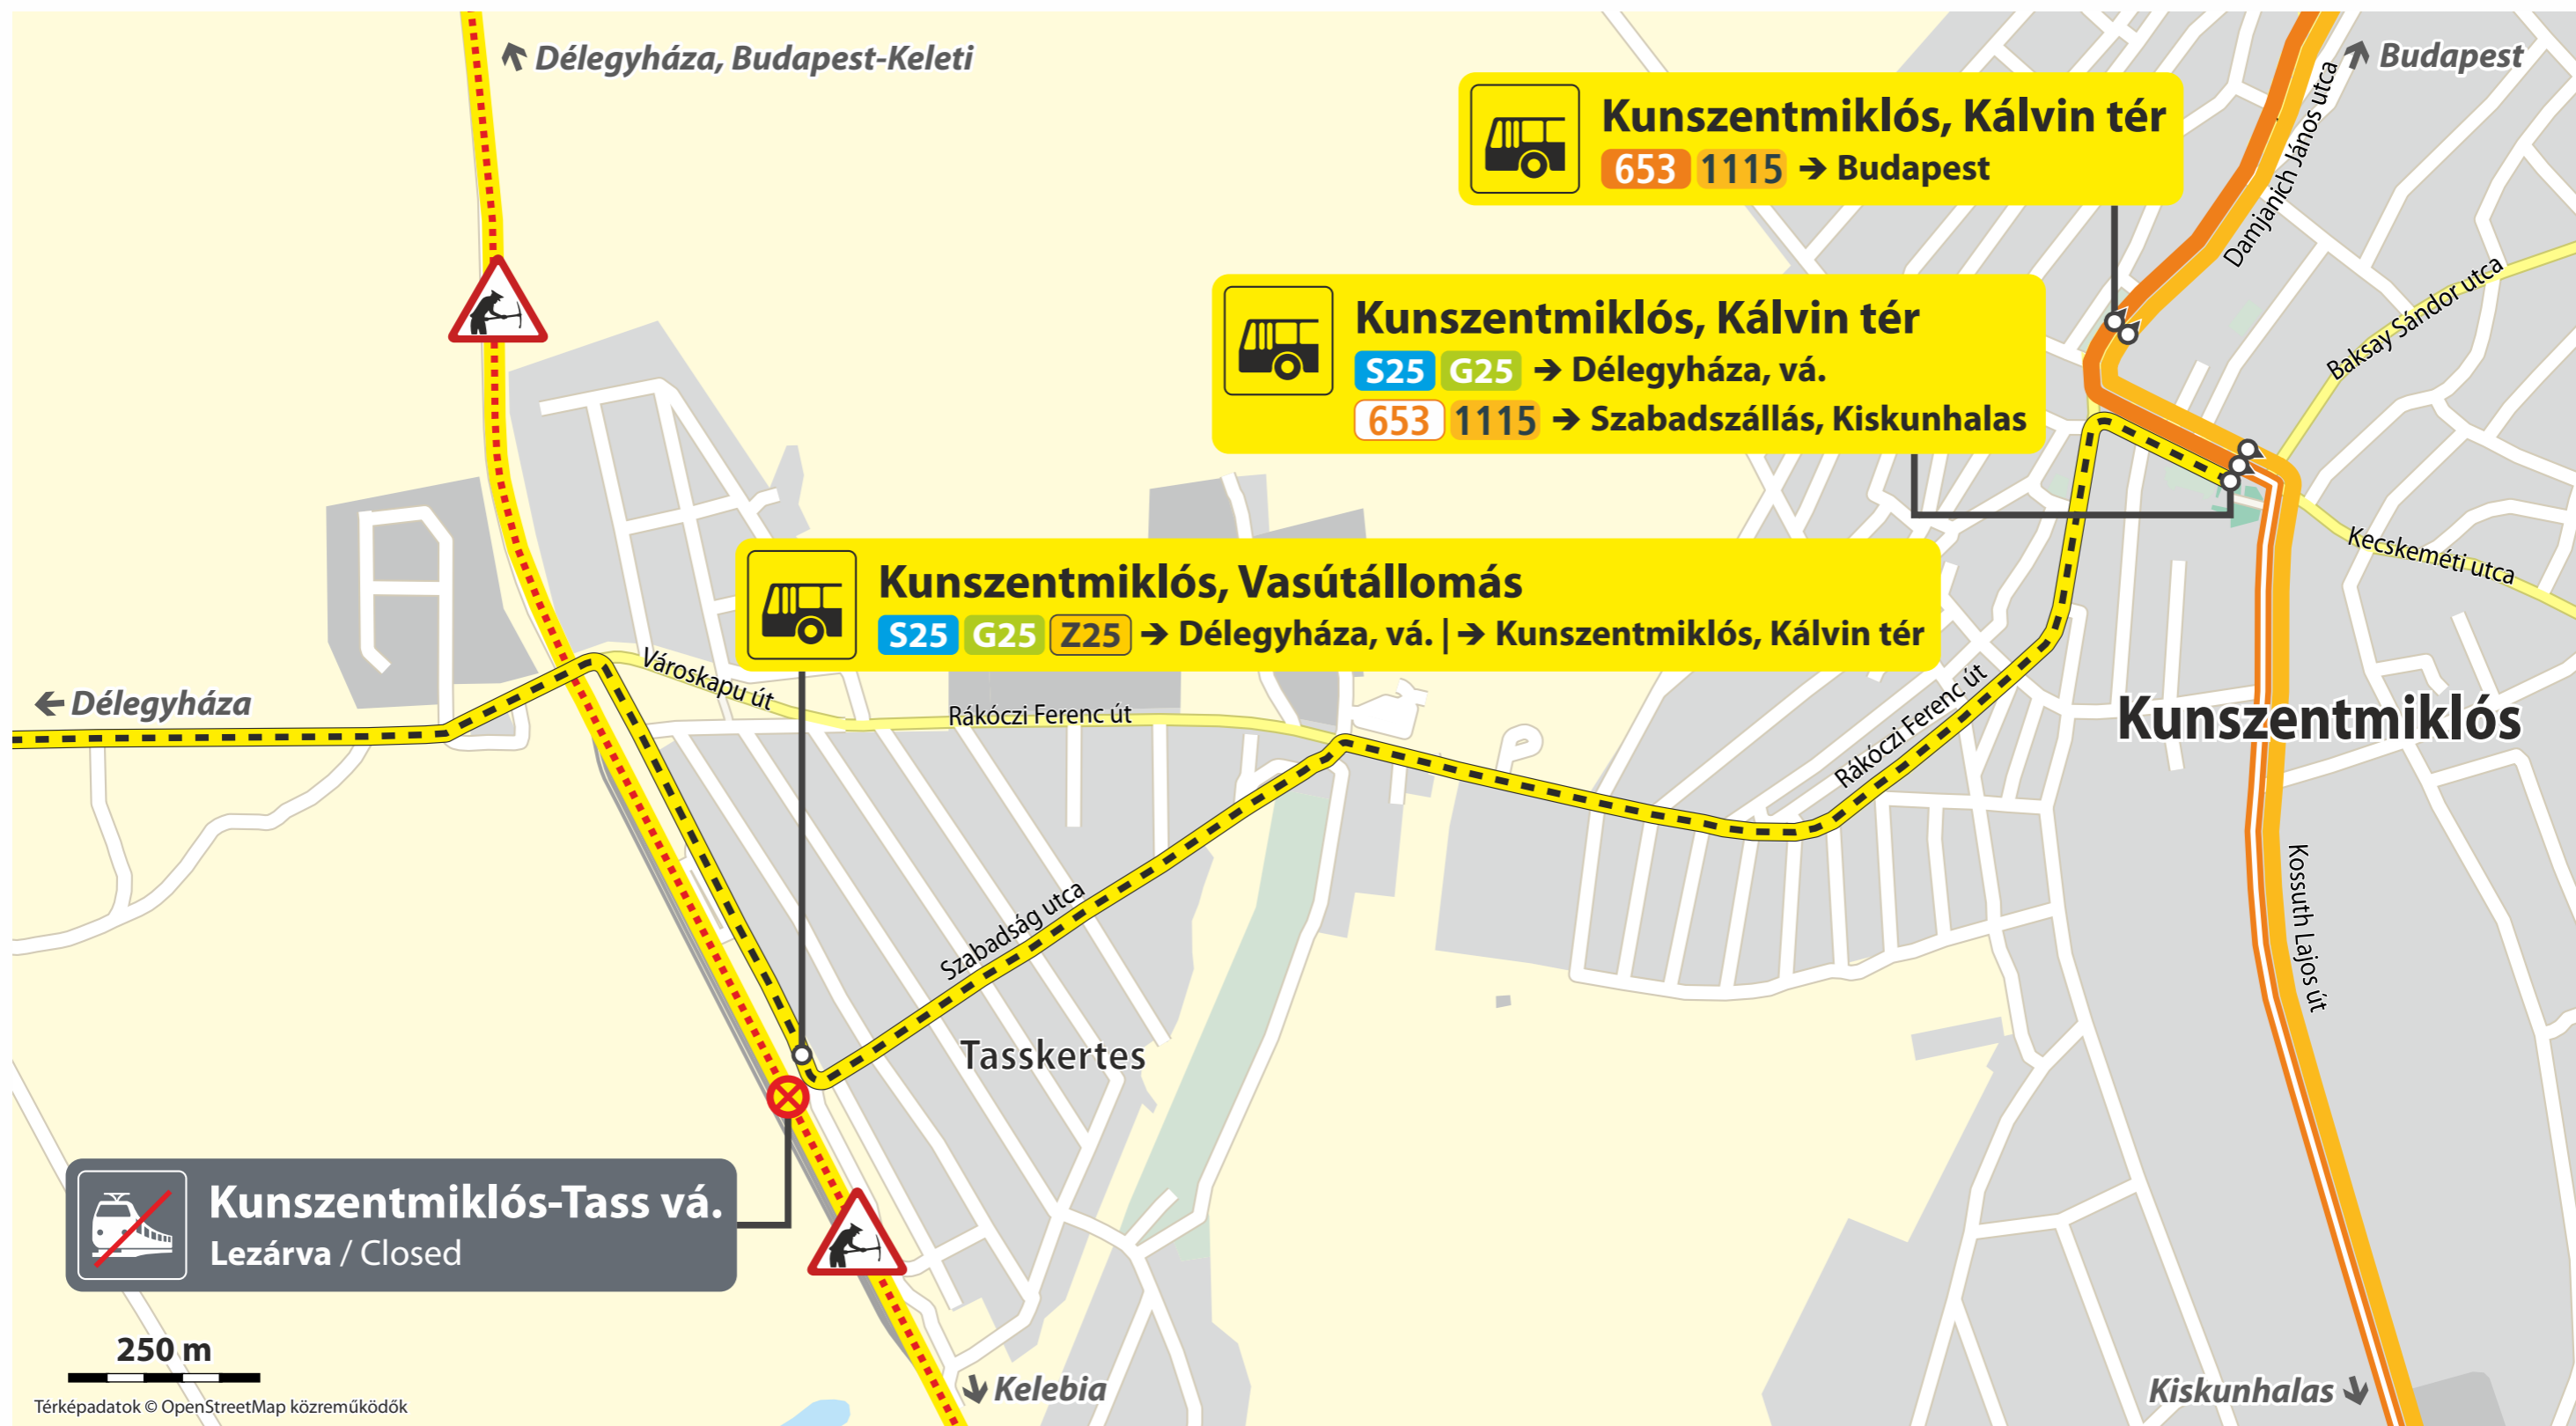 Délegyháza, Budapest-Keleti
Budapest
Damjanich János utca
Kunszentmiklós, Kálvin tér
653 1115 → Budapest
Baksay Sándor utca
Kunszentmiklós, Kálvin tér
S25 G25 → Délegyháza, vá.
653 1115 → Szabadszállás, Kiskunhalas
Kecskeméti utca
Kunszentmiklós, Vasútállomás
S25 G25 Z25 → Délegyháza, vá. | → Kunszentmiklós, Kálvin tér
Városkapu út
← Délegyháza
Rákóczi Ferenc út
Rákóczi Ferenc út
Kunszentmiklós
Szabadság utca
Kossuth Lajos út
Tasskertes
Kunszentmiklós-Tass vá.
Lezárva / Closed
250 m
Kelebia
Kiskunhalas
Térképadatok © OpenStreetMap közreműködők